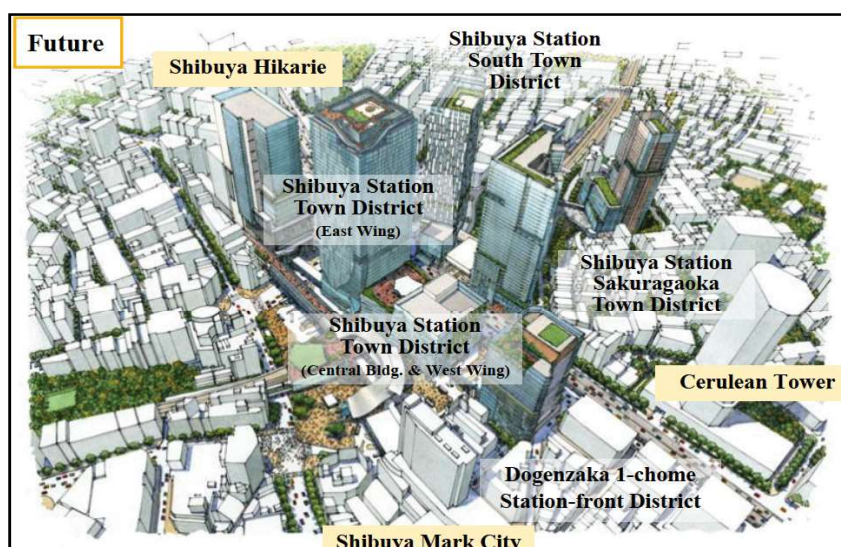 Future
Shibuya Hikarie
Shibuya Station
South Town
District
Shibuya Station
Town District
(East Wing)
Shibuya Station
Sakuragaoka
Town District
Shibuya Station
Town District
(Central Bldg. & West Wing)
Cerulean Tower
Dogenzaka 1-chome
Station-front District
Shibuya Mark City